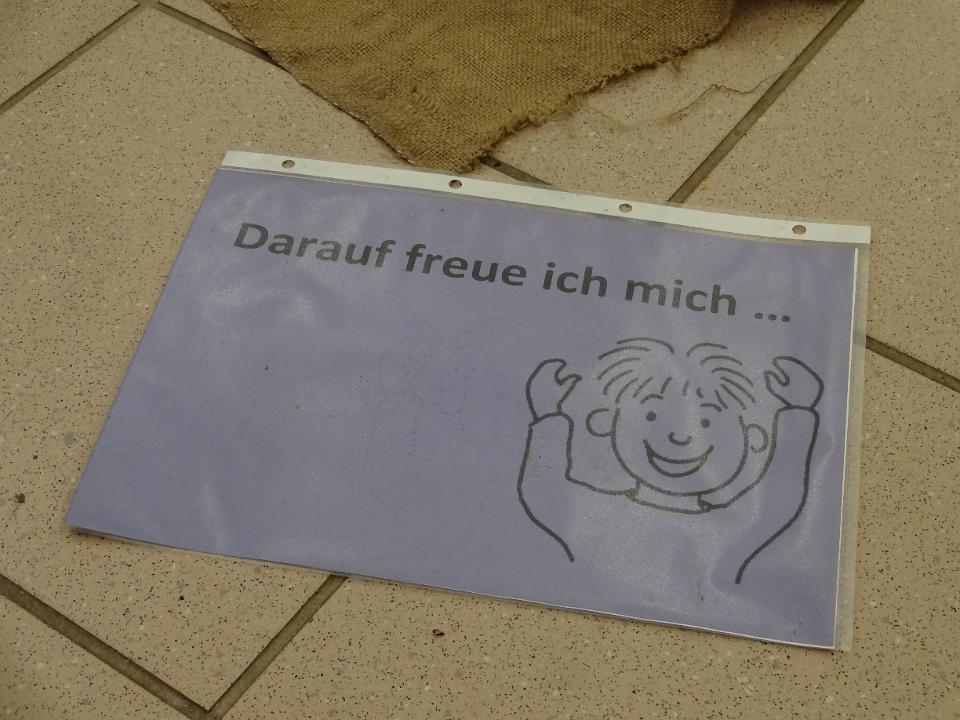 Darauf freue ich mich ...